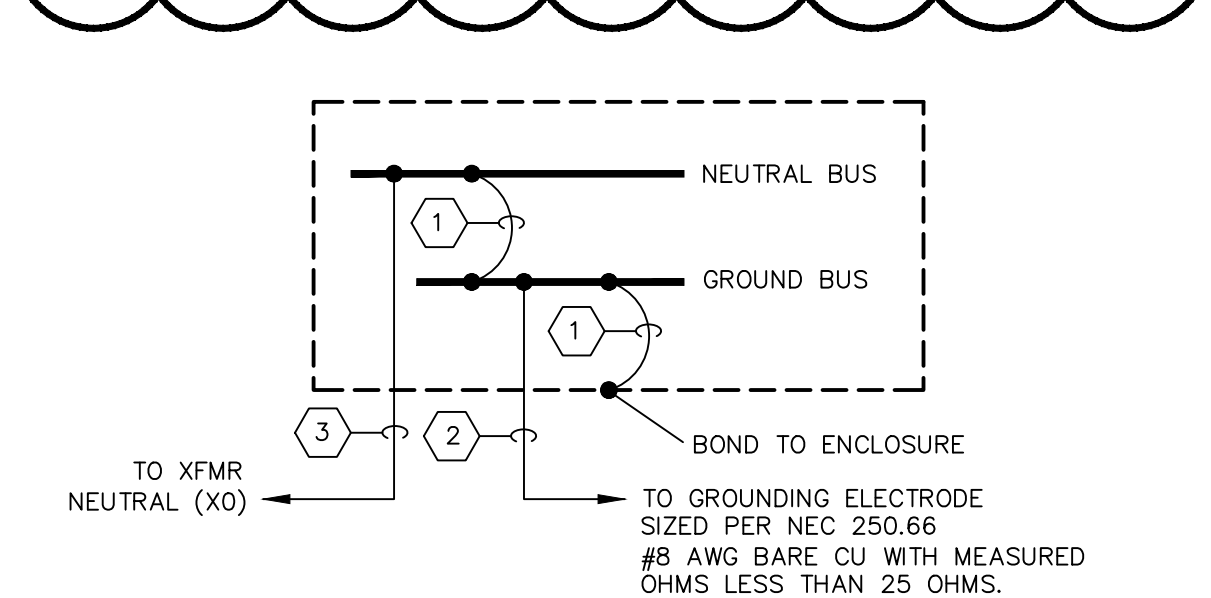 NEUTRAL BUS
1
GROUND BUS
1
3
2
BOND TO ENCLOSURE
TO XFMR
NEUTRAL (X0)
TO GROUNDING ELECTRODE
SIZED PER NEC 250.66
#8 AWG BARE CU WITH MEASURED
OHMS LESS THAN 25 OHMS.